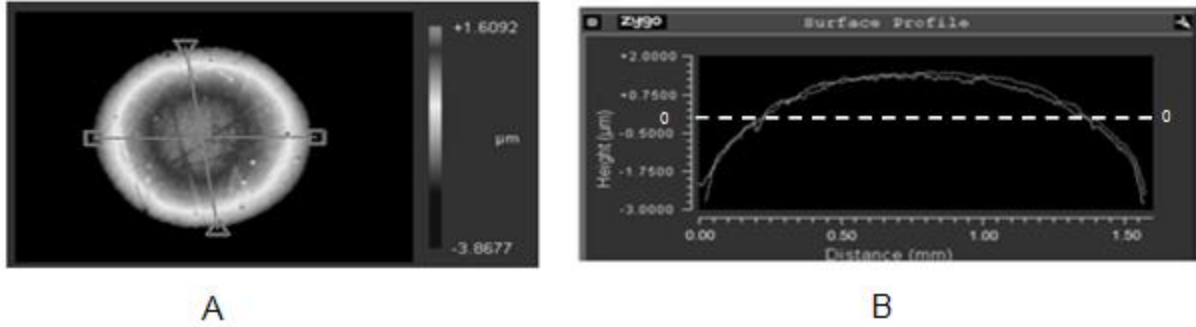 +1.6092
µm
-3.8677
A
zygo
Surface Profile
Height (µm)
+2.0000
+0.7500
0
0
-0.5000
-1.7500
-3.0000
0.00
0.50
1.00
1.50
Distance (mm)
B